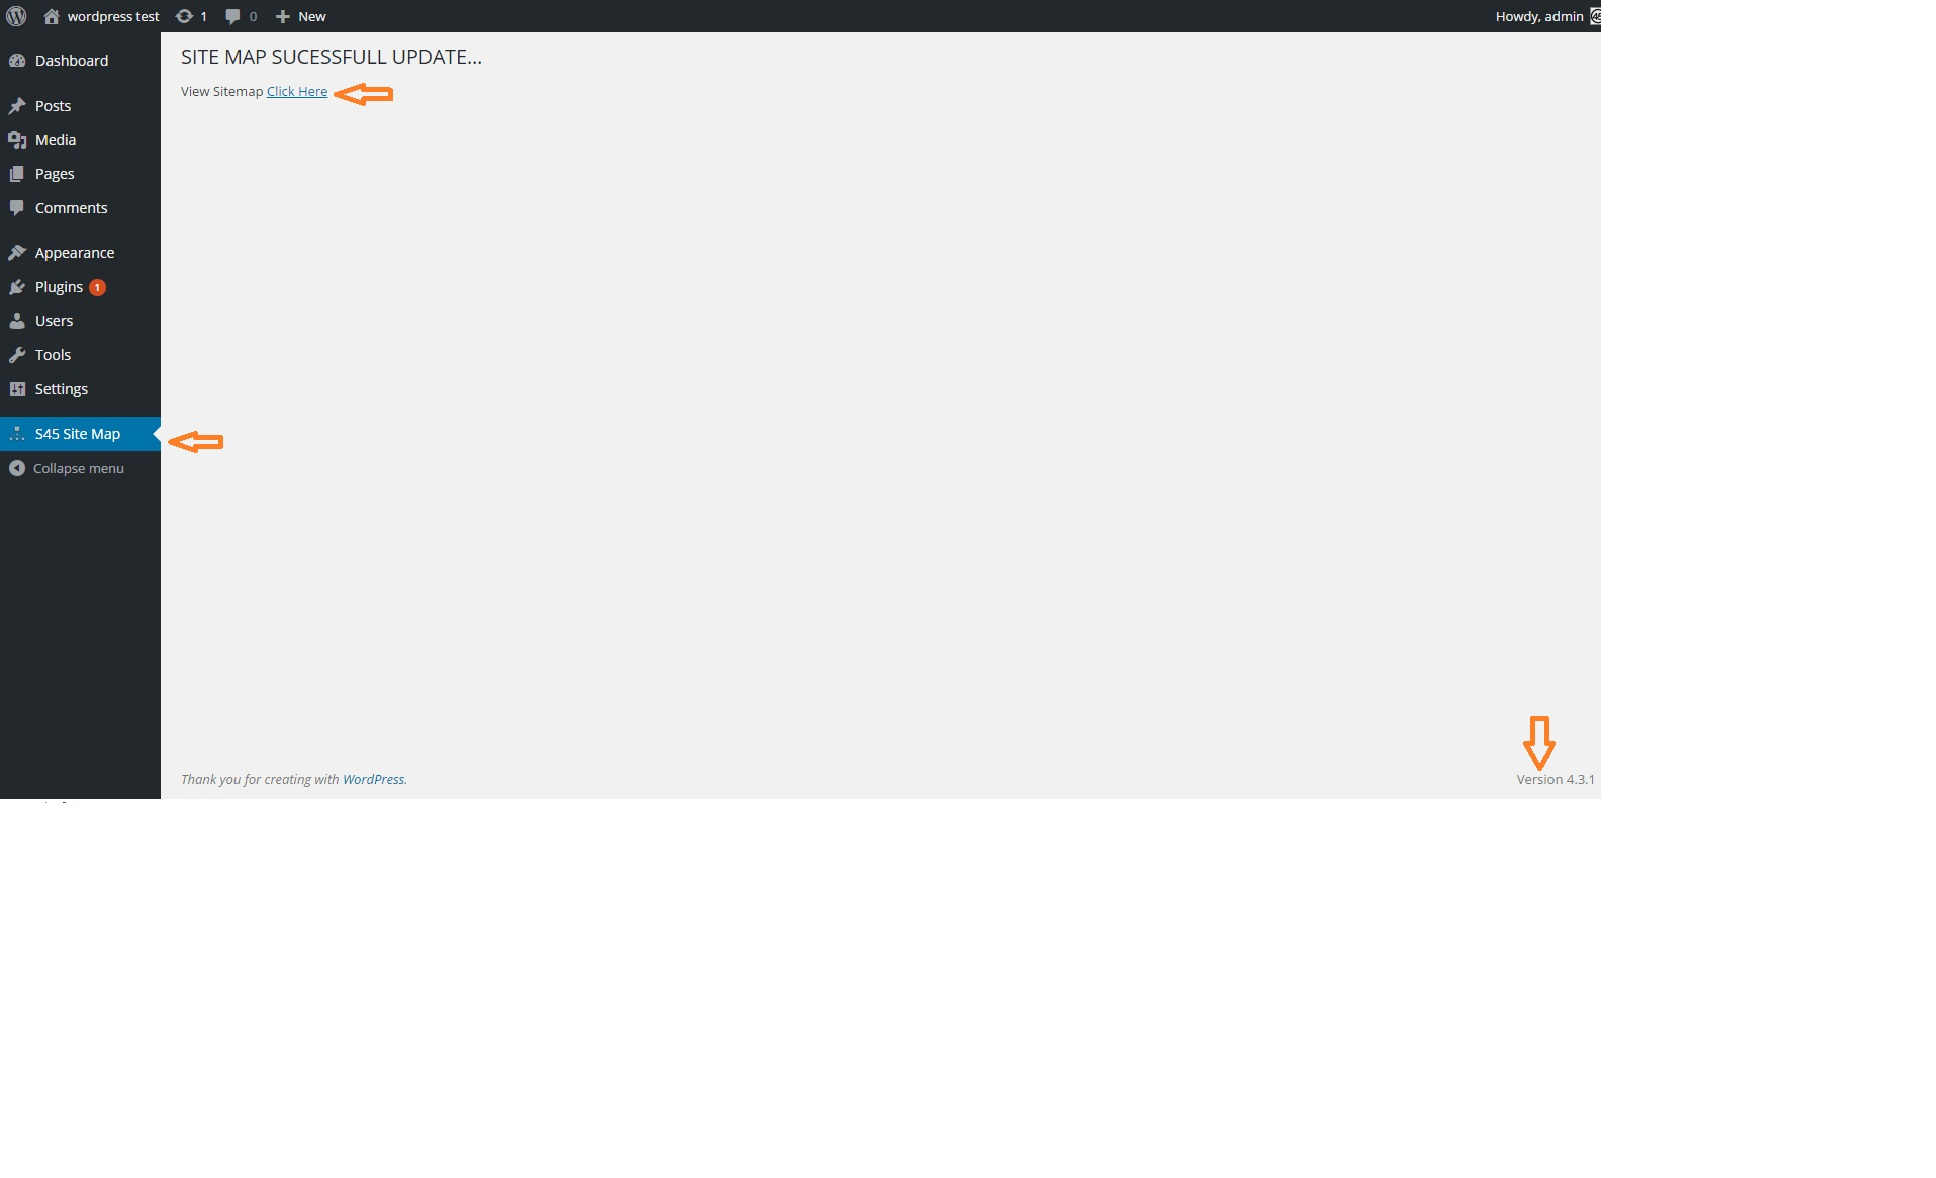 wordpress test 1 0 New Howdy, admin
Dashboard
Posts
Media
Pages
Comments
Appearance
Plugins 1
Users
Tools
Settings
S45 Site Map
Collapse menu
SITE MAP SUCESSFULL UPDATE...
View Sitemap Click Here
Thank you for creating with WordPress.
Version 4.3.1